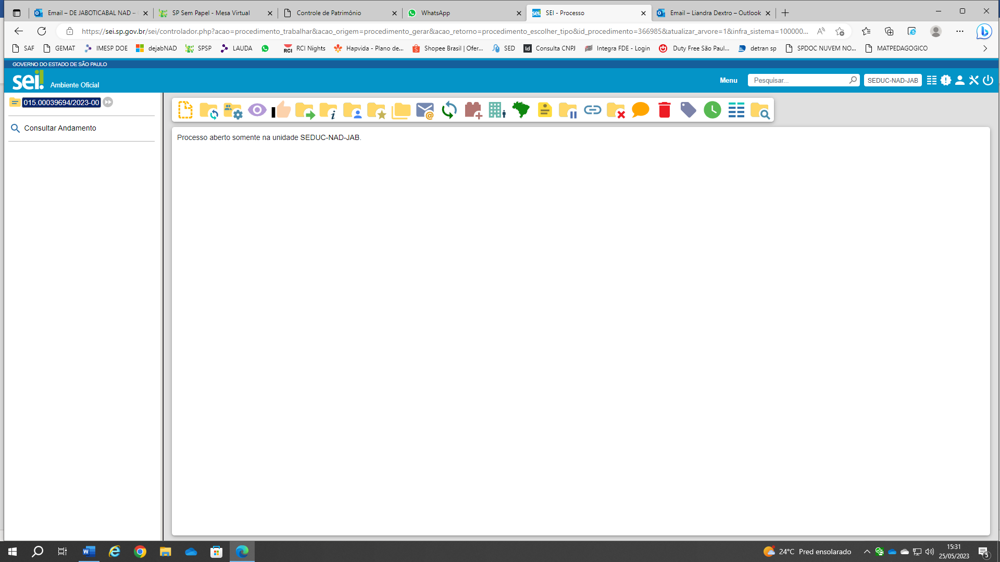 Email – DE JABOTICABAL NAD –
SP Sem Papel - Mesa Virtual
Controle de Patrimônio
WhatsApp
SEI - Processo
Email – Liandra Dextro – Outlook
https://sei.sp.gov.br/sei/controlador.php?acao=procedimento_trabalhar&acao_origem=procedimento_gerar&acao_retorno=procedimento_escolher_tipo&id_procedimento=366985&atualizar_arvore=1&infra_sistema=100000...
SAF
GEMAT
IMESP DOE
dejabNAD
SPSP
LAUDA
RCI
RCI Nights
Hapvida - Plano de...
Shopee Brasil | Ofer...
SED
Id
Consulta CNPJ
Integra FDE - Login
Duty Free São Paul...
detran sp
SPDOC NUVEM NO...
MATPEDAGOGICO
GOVERNO DO ESTADO DE SÃO PAULO
sei!
Ambiente Oficial
Menu
Pesquisar...
SEDUC-NAD-JAB
015.00039694/2023-00
Consultar Andamento
Processo aberto somente na unidade SEDUC-NAD-JAB.
24°C Pred ensolarado
15:31
25/05/2023
5